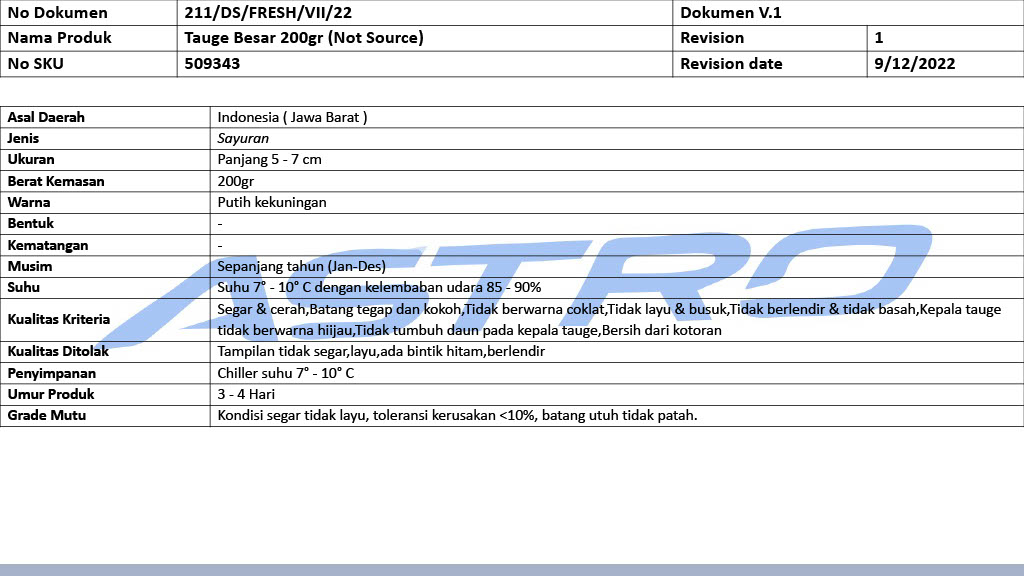 No Dokumen 211/DS/FRESH/VII/22 Dokumen V.1
Nama Produk Tauge Besar 200gr (Not Source) Revision 1
No SKU 509343 Revision date 9/12/2022
Asal Daerah Indonesia ( Jawa Barat )
Jenis Sayuran
Ukuran Panjang 5 - 7 cm
Berat Kemasan 200gr
Warna Putih kekuningan
Bentuk -
Kematangan -
Musim Sepanjang tahun (Jan-Des)
Suhu Suhu 7° - 10° C dengan kelembaban udara 85 - 90%
Kualitas Kriteria Segar & cerah,Batang tegap dan kokoh,Tidak berwarna coklat,Tidak layu & busuk,Tidak berlendir & tidak basah,Kepala tauge
tidak berwarna hiijau,Tidak tumbuh daun pada kepala tauge,Bersih dari kotoran
Kualitas Ditolak Tampilan tidak segar,layu,ada bintik hitam,berlendir
Penyimpanan Chiller suhu 7° - 10° C
Umur Produk 3 - 4 Hari
Grade Mutu Kondisi segar tidak layu, toleransi kerusakan <10%, batang utuh tidak patah.
ASTRO